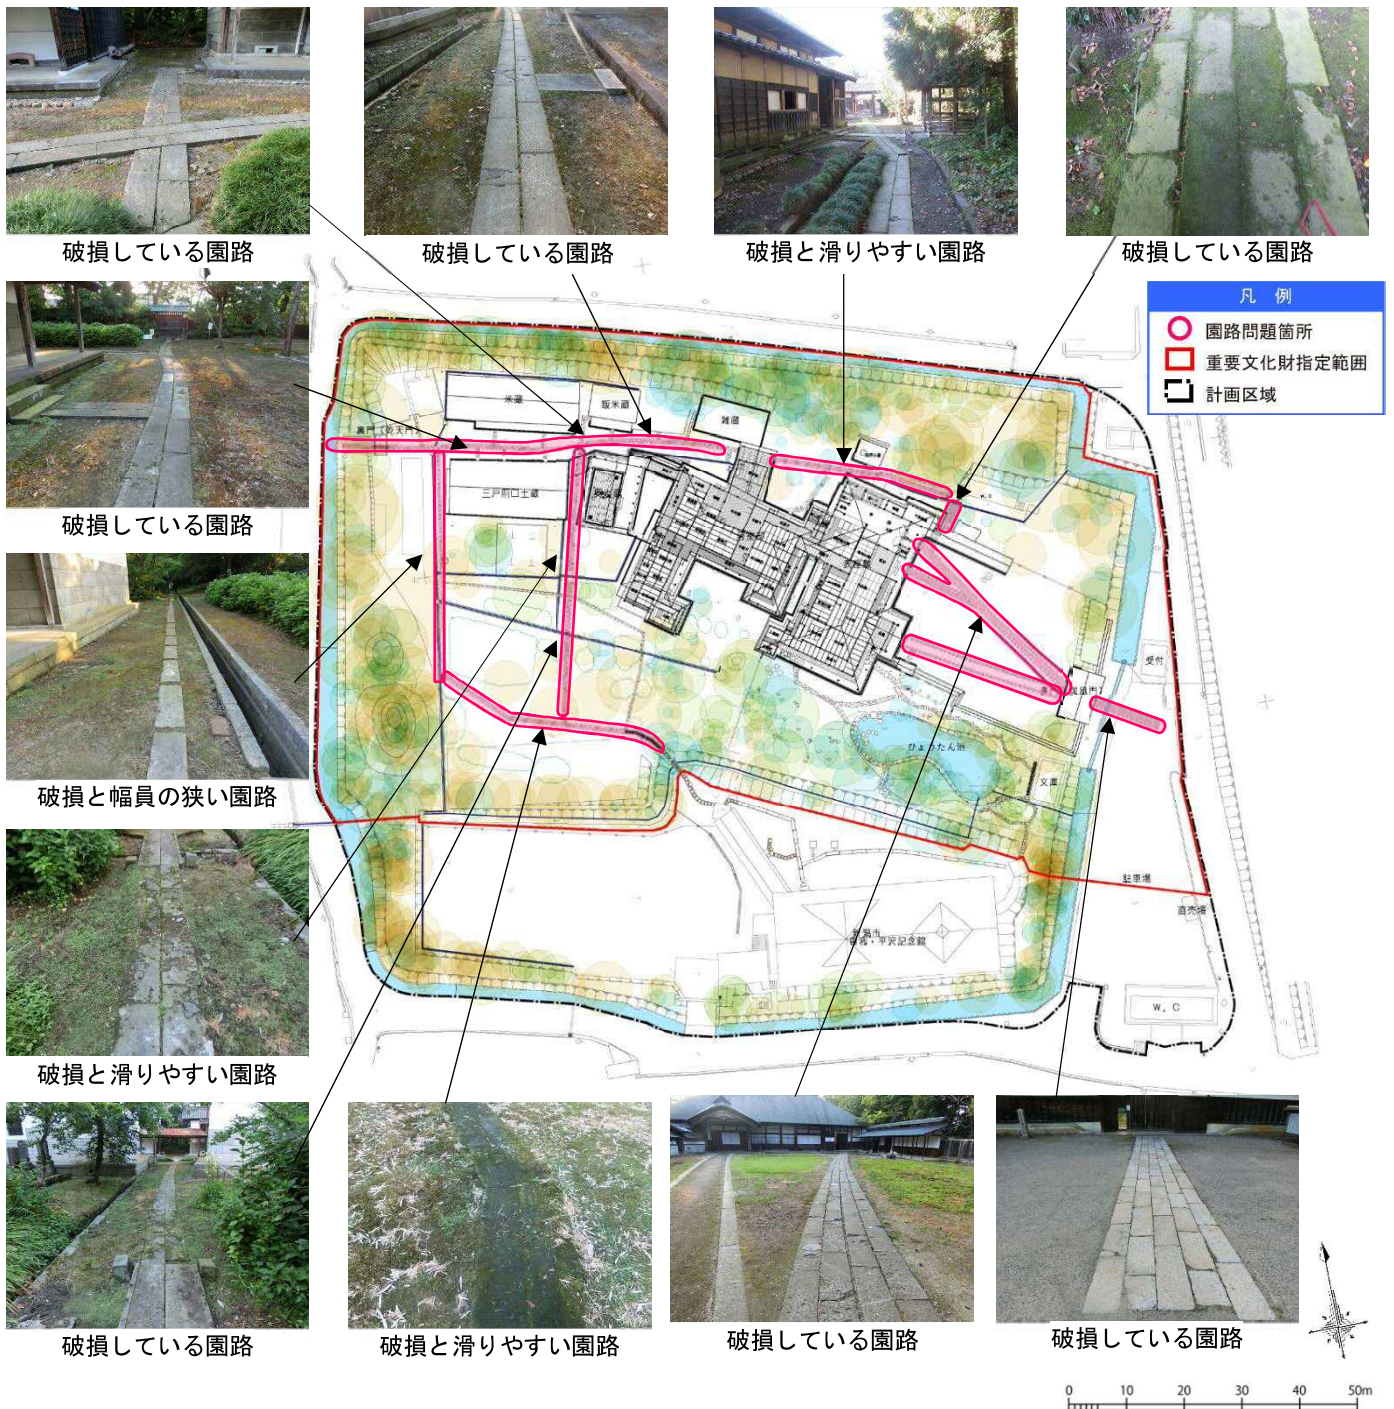 破損している園路
破損している園路
破損と滑りやすい園路
破損している園路
凡 例
園路問題箇所
重要文化財指定範囲
計画区域
破損している園路
破損と幅員の狭い園路
破損と滑りやすい園路
破損している園路
破損と滑りやすい園路
破損している園路
破損している園路
米蔵
飯米蔵
雑蔵
三戸前口土蔵
受付
ひょうたん池
文庫
駐車場
直売場
W.C
0 10 20 30 40 50m